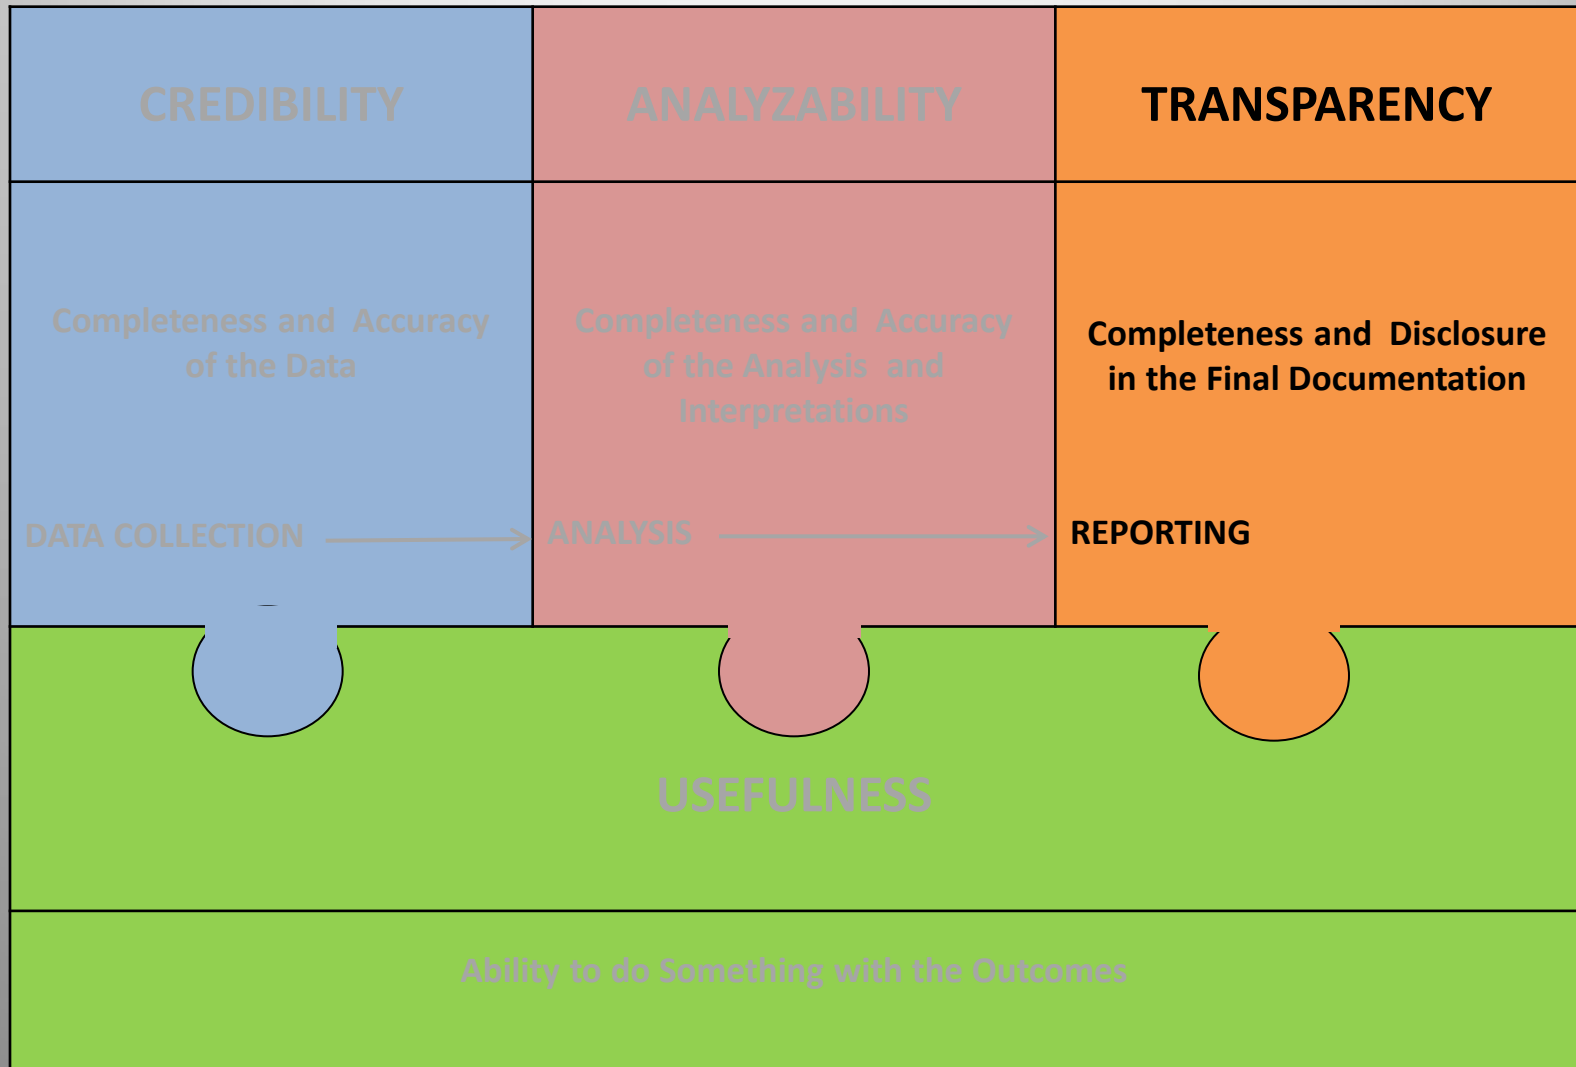 CREDIBILITY
ANALYZABILITY
TRANSPARENCY
Completeness and Accuracy
of the Data
Completeness and Accuracy
of the Analysis and
Interpretations
Completeness and Disclosure
in the Final Documentation
DATA COLLECTION
ANALYSIS
REPORTING
USEFULNESS
Ability to do Something with the Outcomes